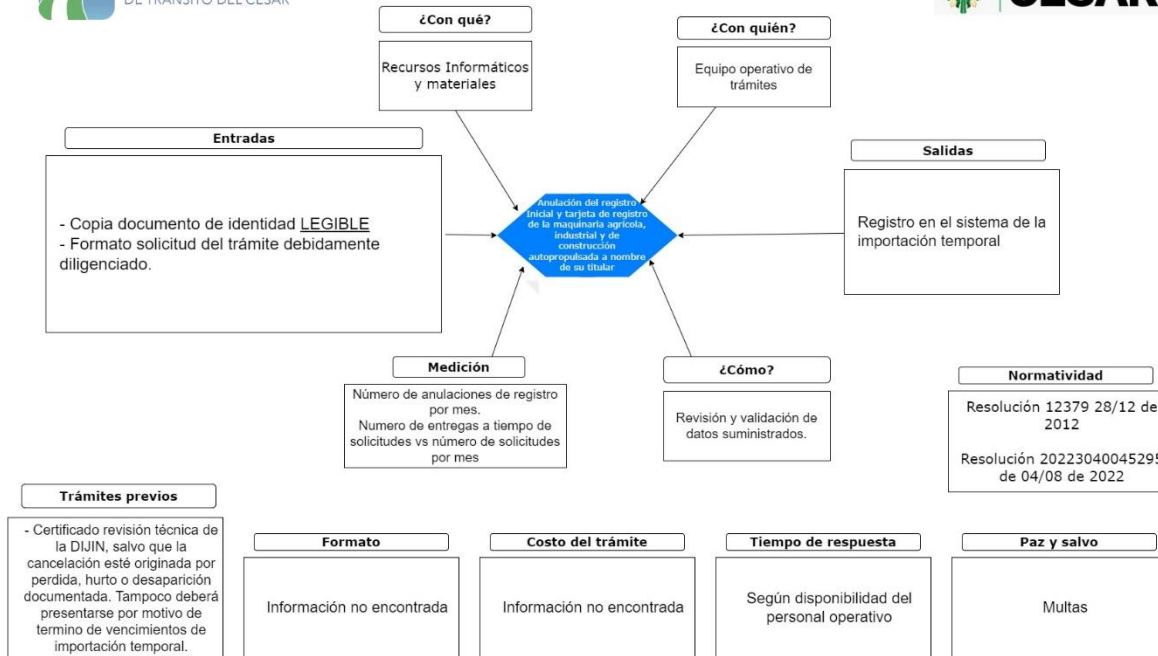 DE TRÁNSITO DEL CESAR
CESAR
¿Con qué?
Recursos Informáticos
y materiales
¿Con quién?
Equipo operativo de
trámites
Entradas
- Copia documento de identidad LEGIBLE
- Formato solicitud del trámite debidamente
diligenciado.
Anulación del registro
Inicial y tarjeta de registro
de la maquinaria agrícola,
industrial y de
construcción
autopropulsada a nombre
de su titular
Salidas
Registro en el sistema de la
importación temporal
Medición
Número de anulaciones de registro
por mes.
Numero de entregas a tiempo de
solicitudes vs número de solicitudes
por mes
¿Cómo?
Revisión y validación de
datos suministrados.
Normatividad
Resolución 12379 28/12 de
2012
Resolución 20223040045295
de 04/08 de 2022
Trámites previos
- Certificado revisión técnica de
la DIJIN, salvo que la
cancelación esté originada por
perdida, hurto o desaparición
documentada. Tampoco deberá
presentarse por motivo de
termino de vencimientos de
importación temporal.
Formato
Información no encontrada
Costo del trámite
Información no encontrada
Tiempo de respuesta
Según disponibilidad del
personal operativo
Paz y salvo
Multas